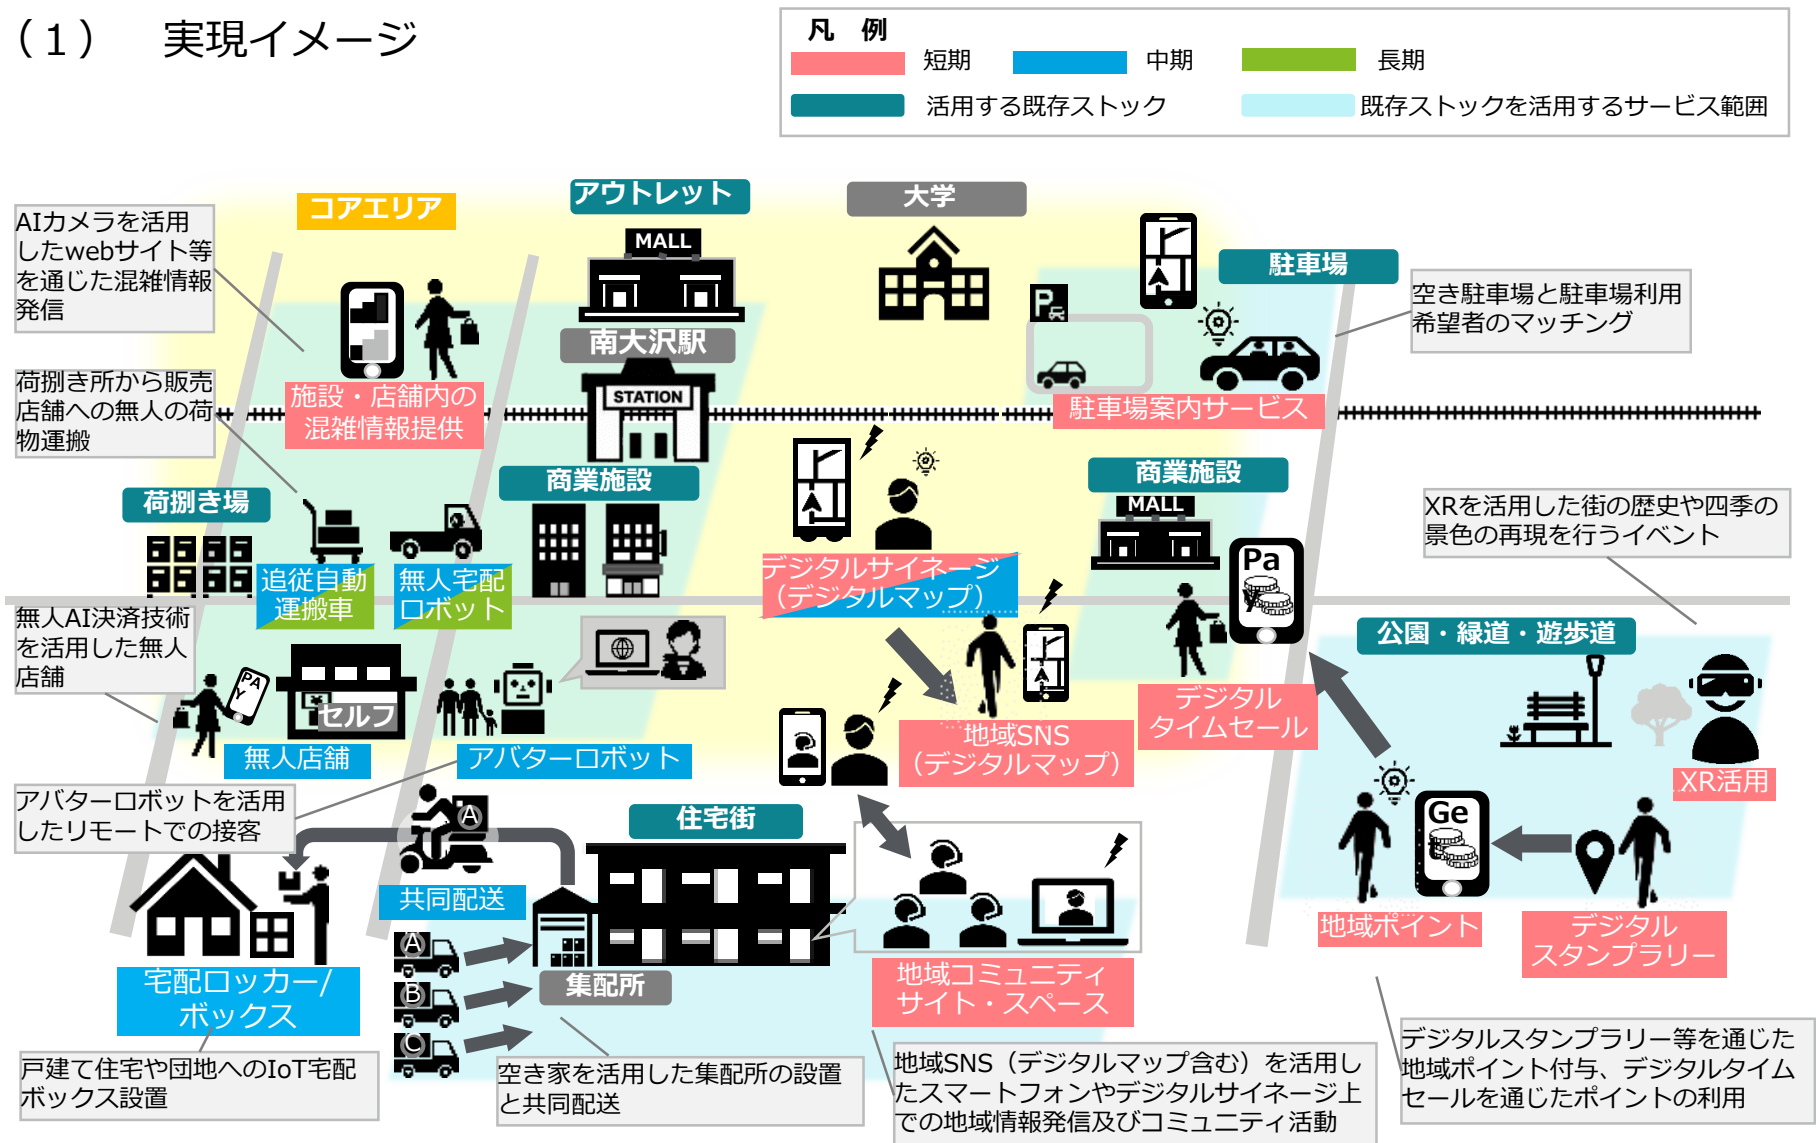 （１）　実現イメージ
凡　例
短期
中期
長期
活用する既存ストック
既存ストックを活用するサービス範囲
コアエリア
アウトレット
大学
AIカメラを活用
したwebサイト等
を通じた混雑情報
発信
MALL
駐車場
P
空き駐車場と駐車場利用
希望者のマッチング
南大沢駅
STATION
荷捌き所から販売
店舗への無人の荷
物運搬
施設・店舗内の
混雑情報提供
駐車場案内サービス
荷捌き場
商業施設
商業施設
MALL
XRを活用した街の歴史や四季の
景色の再現を行うイベント
追従自動
運搬車
無人宅配
ロボット
デジタルサイネージ
（デジタルマップ）
Pa
y
無人AI決済技術
を活用した無人
店舗
公園・緑道・遊歩道
PA
Y
セルフ
無人店舗
アバターロボット
地域SNS
（デジタルマップ）
デジタル
タイムセール
XR活用
アバターロボットを活用
したリモートでの接客
A
住宅街
Ge
t
共同配送
地域ポイント
デジタル
スタンプラリー
A
B
C
集配所
宅配ロッカー/
ボックス
地域コミュニティ
サイト・スペース
戸建て住宅や団地へのIoT宅配
ボックス設置
空き家を活用した集配所の設置
と共同配送
地域SNS（デジタルマップ含む）を活用し
たスマートフォンやデジタルサイネージ上
での地域情報発信及びコミュニティ活動
デジタルスタンプラリー等を通じた
地域ポイント付与、デジタルタイム
セールを通じたポイントの利用